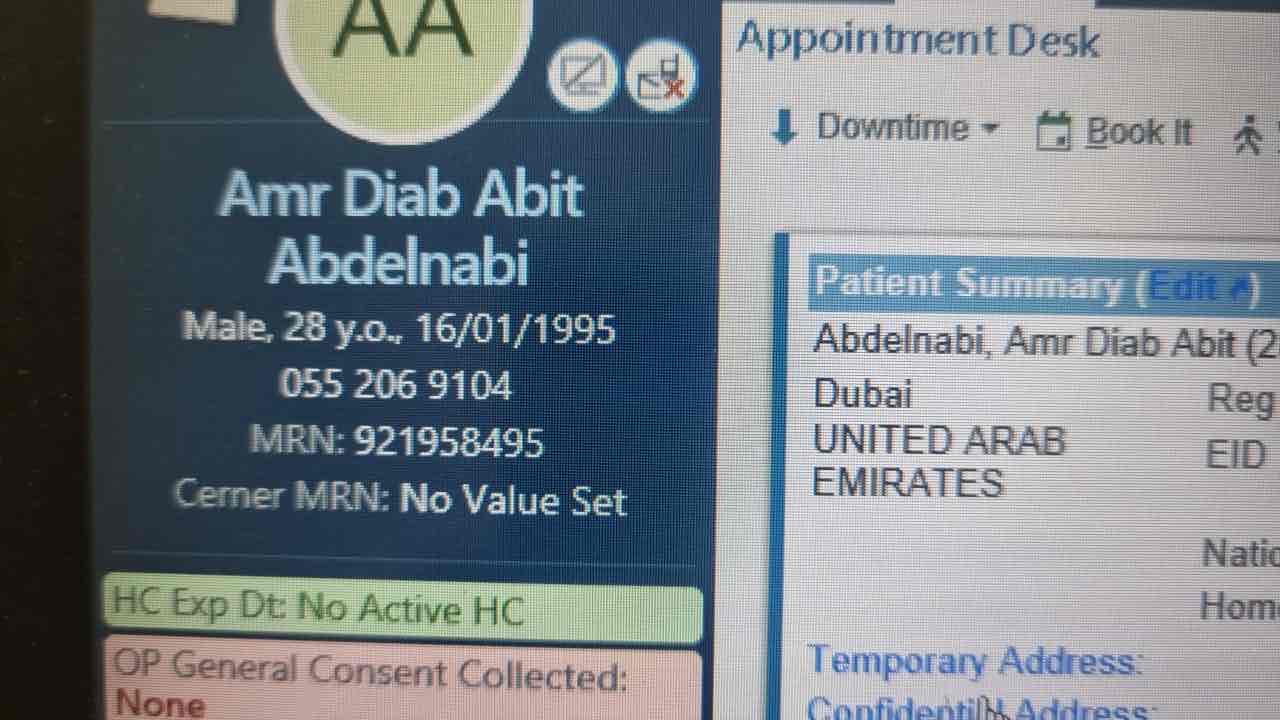 AA
Appointment Desk
Downtime
Book It
Amr Diab Abit
Abdelnabi
Male, 28 y.o., 16/01/1995
055 206 9104
MRN: 921958495
Cerner MRN: No Value Set
HC Exp Dt: No Active HC
OP General Consent Collected:
None
Patient Summary (Edit)
Abdelnabi, Amr Diab Abit (2
Dubai
Reg
UNITED ARAB
EID
EMIRATES
Natio
Hom
Temporary Address:
Confidential Address: